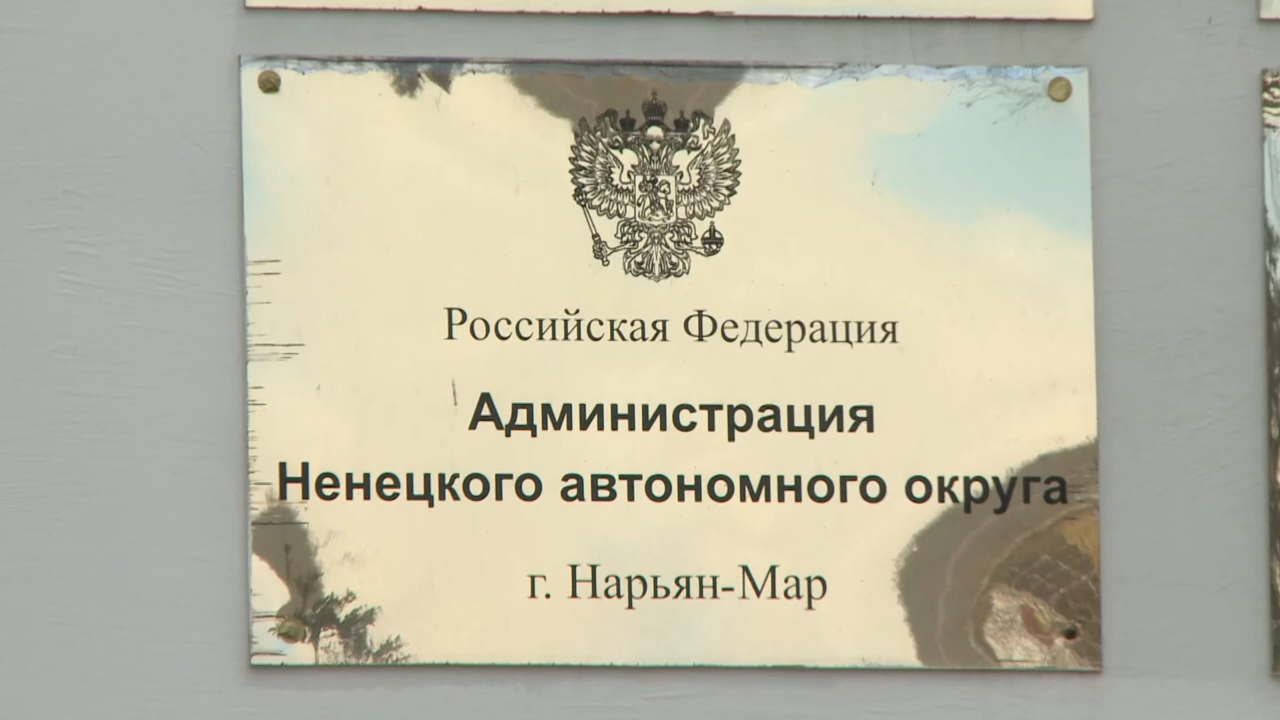 Российская Федерация
Администрация
Ненецкого автономного округа
г. Нарьян-Мар